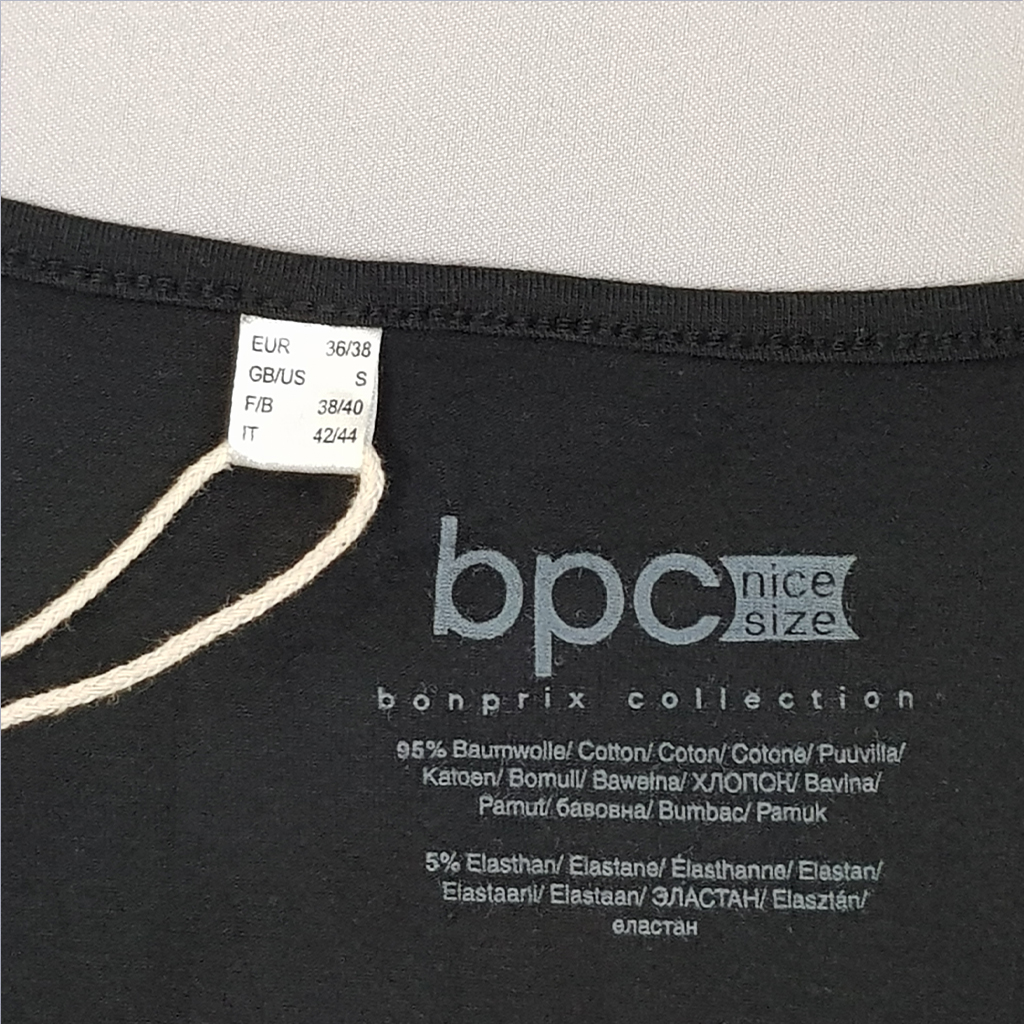 EUR 36/38
GB/US S
F/B 38/40
IT 42/44
bpc nice size
bonprix collection
95% Baumwolle/ Cotton/ Coton/ Cotone/ Puuvilla/
Katoen/ Bomull/ Bawełna/ ХЛОПОК/ Bavlna/
Pamut/ бавовна/ Bumbac/ Pamuk
5% Elasthan/ Elastane/ Élasthanne/ Elastan/
Elastaani/ Elastaan/ ЭЛАСТАН/ Elasztán/
еластан